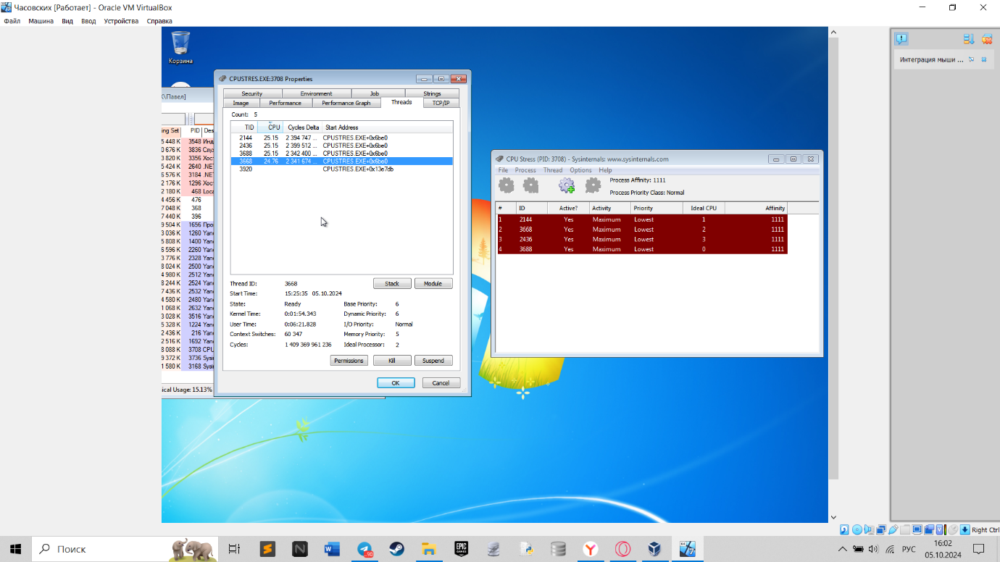 Часовских [Работает] - Oracle VM VirtualBox
Файл Машина Вид Ввод Устройства Справка
Корзина
Интеграция мыши ...
\Павел]
CPUSTRES.EXE:3708 Properties
Security Environment Job Strings
Image Performance Performance Graph Threads TCP/IP
Count: 5
TID CPU Cycles Delta Start Address
2144 25.15 2 394 747 ... CPUSTRES.EXE+0x6be0
2436 25.15 2 399 512 ... CPUSTRES.EXE+0x6be0
3688 25.15 2 342 400 ... CPUSTRES.EXE+0x6be0
3668 24.76 2 341 674 ... CPUSTRES.EXE+0x6be0
3920 CPUSTRES.EXE+0x13e7db
Thread ID: 3668 Stack Module
Start Time: 15:25:35 05.10.2024
State: Ready Base Priority: 6
Kernel Time: 0:01:54.343 Dynamic Priority: 6
User Time: 0:06:21.828 I/O Priority: Normal
Context Switches: 60 347 Memory Priority: 5
Cycles: 1 409 369 961 236 Ideal Processor: 2
Permissions Kill Suspend
OK Cancel
ing Set PID Des
5 448 K 3548 Инд
0 676 K 3836 Слу
3 820 K 3356 Хост
5 424 K 2640 .NET
6 576 K 3184 .NET
2 176 K 1296 Хост
2 180 K 468 Loca
4 456 K 476
7 048 K 368
7 440 K 396
9 504 K 1656 Про
3 036 K 1260 Yan
5 808 K 1400 Yan
6 596 K 2260 Yan
3 776 K 2328 Yan
8 024 K 2500 Yan
4 980 K 2512 Yan
8 244 K 2524 Yan
7 436 K 2532 Yan
4 580 K 2480 Yan
1 068 K 2632 Yan
3 028 K 3516 Yan
5 328 K 1224 Yan
2 436 K 216 Yan
2 516 K 1692 Yan
8 088 K 3708 CPU
9 372 K 3736 Sysi
1 580 K 3168 Sysi
ical Usage: 15.13%
CPU Stress (PID: 3708) - Sysinternals: www.sysinternals.com
File Process Thread Options Help
Process Affinity: 1111
Process Priority Class: Normal
# ID Active? Activity Priority Ideal CPU Affinity
1 2144 Yes Maximum Lowest 1 1111
2 3668 Yes Maximum Lowest 2 1111
3 2436 Yes Maximum Lowest 3 1111
4 3688 Yes Maximum Lowest 0 1111
Right Ctrl
Поиск
90
EPIC GAMES
РУС
16:02
05.10.2024